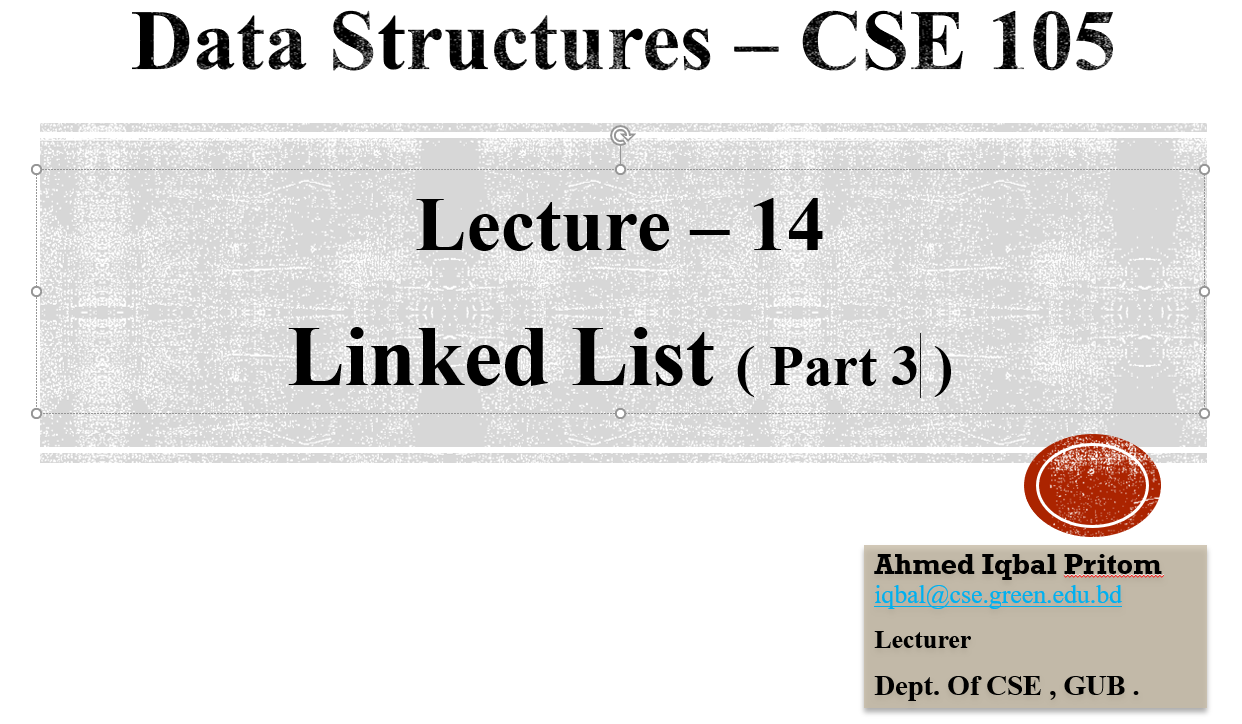 Data Structures – CSE 105
Lecture – 14
Linked List ( Part 3 )
Ahmed Iqbal Pritom
iqbal@cse.green.edu.bd
Lecturer
Dept. Of CSE , GUB .